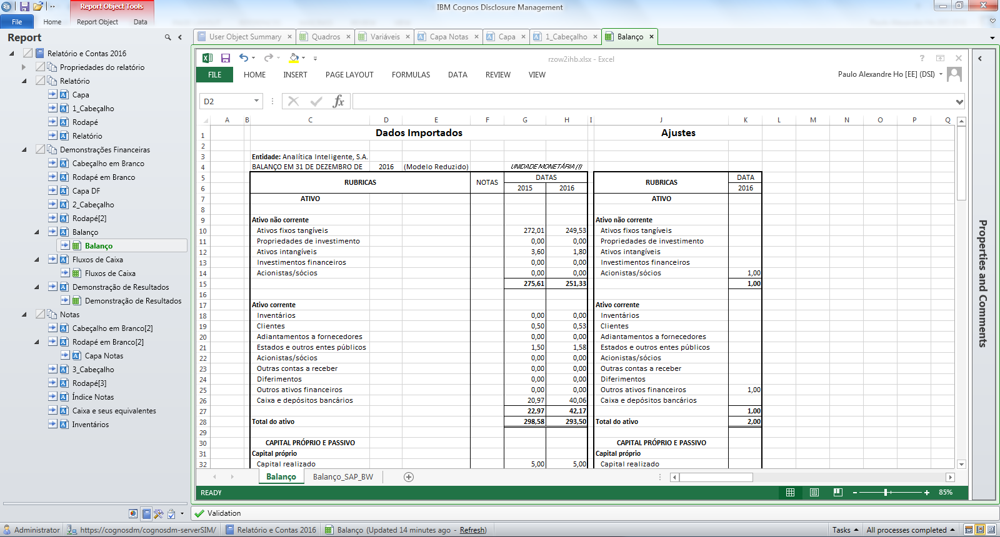 Report Object Tools
IBM Cognos Disclosure Management
File
Home
Report Object
Data
Report
User Object Summary
Quadros
Variáveis
Capa Notas
Capa
1_Cabeçalho
Balanço
Relatório e Contas 2016
Propriedades do relatório
Relatório
Capa
1_Cabeçalho
Rodapé
Relatório
Demonstrações Financeiras
Cabeçalho em Branco
Rodapé em Branco
Capa DF
2_Cabeçalho
Rodapé[2]
Balanço
Balanço
Fluxos de Caixa
Fluxos de Caixa
Demonstração de Resultados
Demonstração de Resultados
Notas
Cabeçalho em Branco[2]
Rodapé em Branco[2]
Capa Notas
3_Cabeçalho
Rodapé[3]
Índice Notas
Caixa e seus equivalentes
Inventários
rzow2ihb.xlsx - Excel
FILE HOME INSERT PAGE LAYOUT FORMULAS DATA REVIEW VIEW
Paulo Alexandre Ho [EE] (DSI)
D2
fx
A B C D E F G H I J K L M N O P Q
1 Dados Importados Ajustes
2
3 Entidade: Analítica Inteligente, S.A.
4 BALANÇO EM 31 DE DEZEMBRO DE 2016 (Modelo Reduzido) UNIDADE MONETÁRIA (1)
5 RUBRICAS NOTAS DATAS RUBRICAS DATA
6 2015 2016 2016
7 ATIVO ATIVO
8
9 Ativo não corrente Ativo não corrente
10 Ativos fixos tangíveis 272,01 249,53 Ativos fixos tangíveis
11 Propriedades de investimento 0,00 0,00 Propriedades de investimento
12 Ativos intangíveis 3,60 1,80 Ativos intangíveis
13 Investimentos financeiros 0,00 0,00 Investimentos financeiros
14 Acionistas/sócios 0,00 0,00 Acionistas/sócios 1,00
15 275,61 251,33 1,00
16
17 Ativo corrente Ativo corrente
18 Inventários 0,00 0,00 Inventários
19 Clientes 0,50 0,53 Clientes
20 Adiantamentos a fornecedores 0,00 0,00 Adiantamentos a fornecedores
21 Estados e outros entes públicos 1,50 1,58 Estados e outros entes públicos
22 Acionistas/sócios 0,00 0,00 Acionistas/sócios
23 Outras contas a receber 0,00 0,00 Outras contas a receber
24 Diferimentos 0,00 0,00 Diferimentos
25 Outros ativos financeiros 0,00 0,00 Outros ativos financeiros 1,00
26 Caixa e depósitos bancários 20,97 40,06 Caixa e depósitos bancários
27 22,97 42,17 1,00
28 Total do ativo 298,58 293,50 Total do ativo 2,00
29
30 CAPITAL PRÓPRIO E PASSIVO CAPITAL PRÓPRIO E PASSIVO
31 Capital próprio Capital próprio
32 Capital realizado 5,00 5,00 Capital realizado
Balanço Balanço_SAP_BW
READY
85%
Properties and Comments
Validation
Administrator
https://cognosdm/cognosdm-serverSIM/
Relatório e Contas 2016
Balanço (Updated 14 minutes ago - Refresh)
Tasks
All processes completed